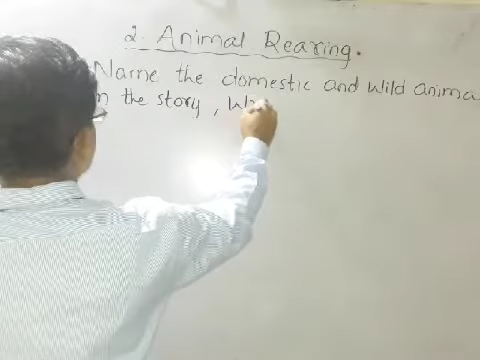 2. Animal Rearing.
Name the domestic and wild anima
n the story, W